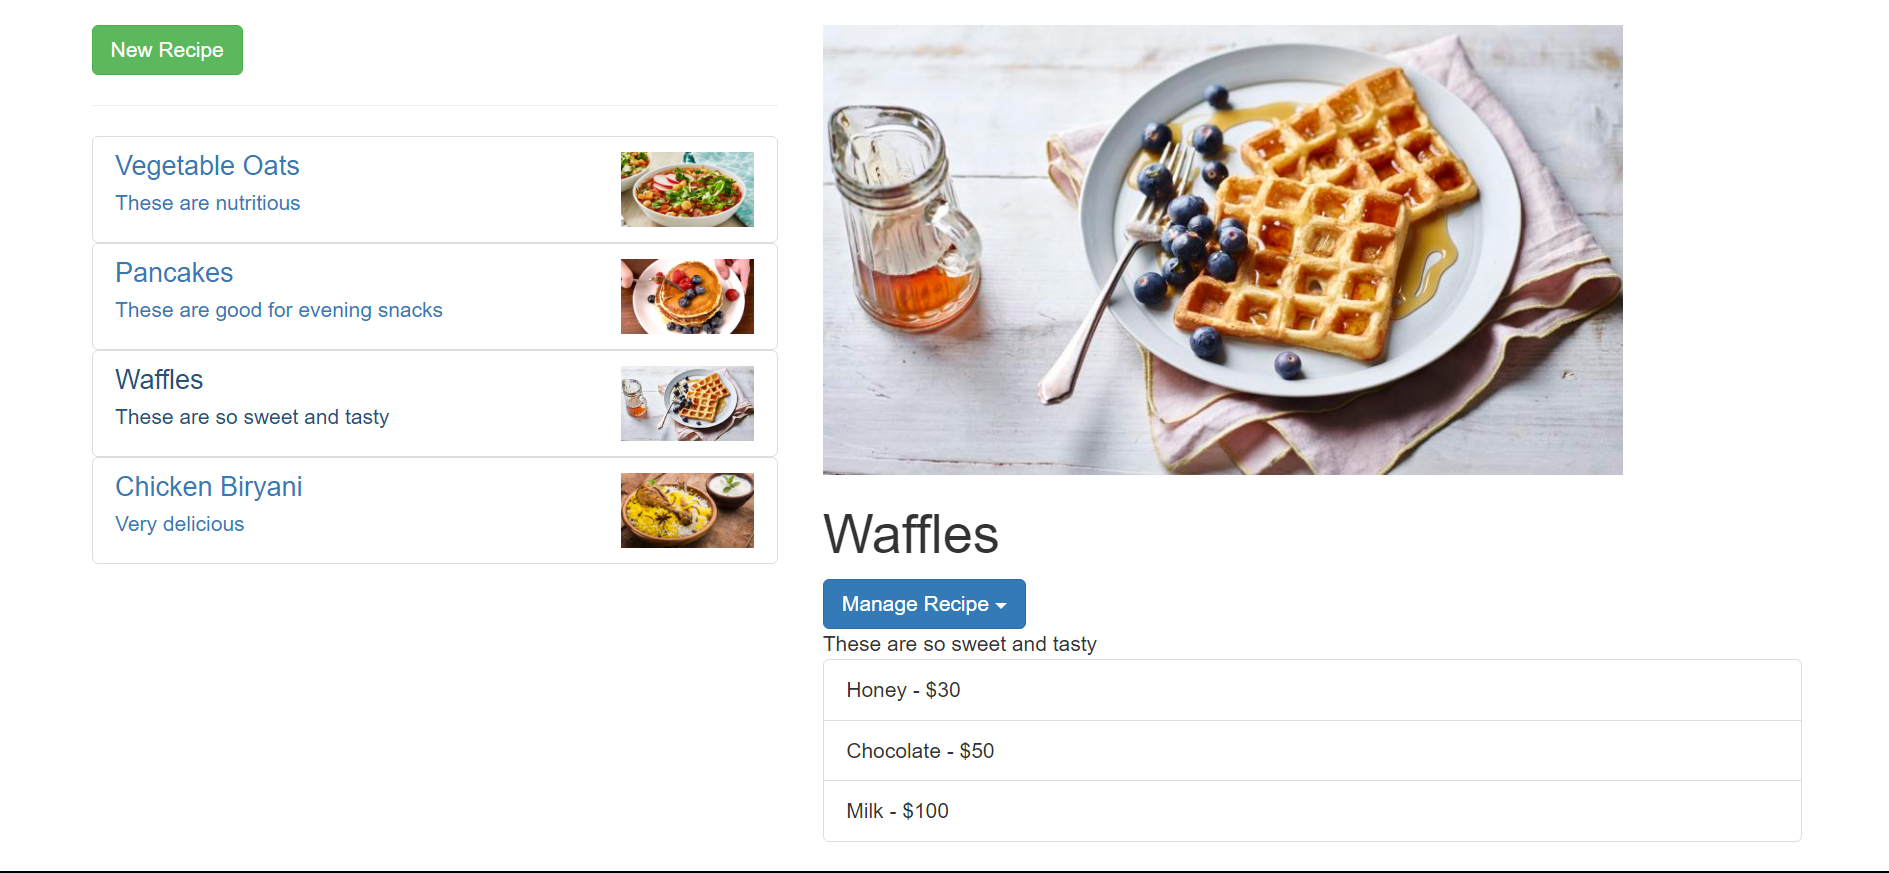 New Recipe
Vegetable Oats
These are nutritious
Pancakes
These are good for evening snacks
Waffles
These are so sweet and tasty
Chicken Biryani
Very delicious
Waffles
Manage Recipe
These are so sweet and tasty
Honey - $30
Chocolate - $50
Milk - $100